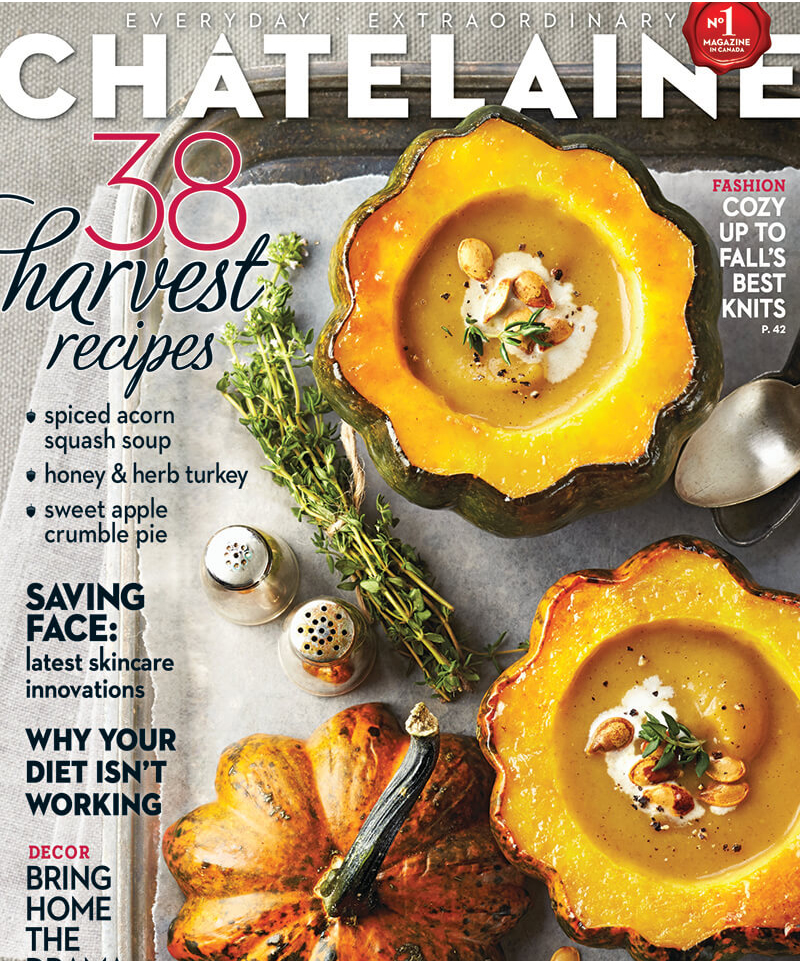 EVERYDAY · EXTRAORDINARY
CHÂTELAINE
Nº1
MAGAZINE
IN CANADA
38
harvest
recipes
spiced acorn
squash soup
honey & herb turkey
sweet apple
crumble pie
SAVING
FACE:
latest skincare
innovations
WHY YOUR
DIET ISN'T
WORKING
DECOR
BRING
HOME
THE
DRAMA
FASHION
COZY
UP TO
FALL'S
BEST
KNITS
P. 42